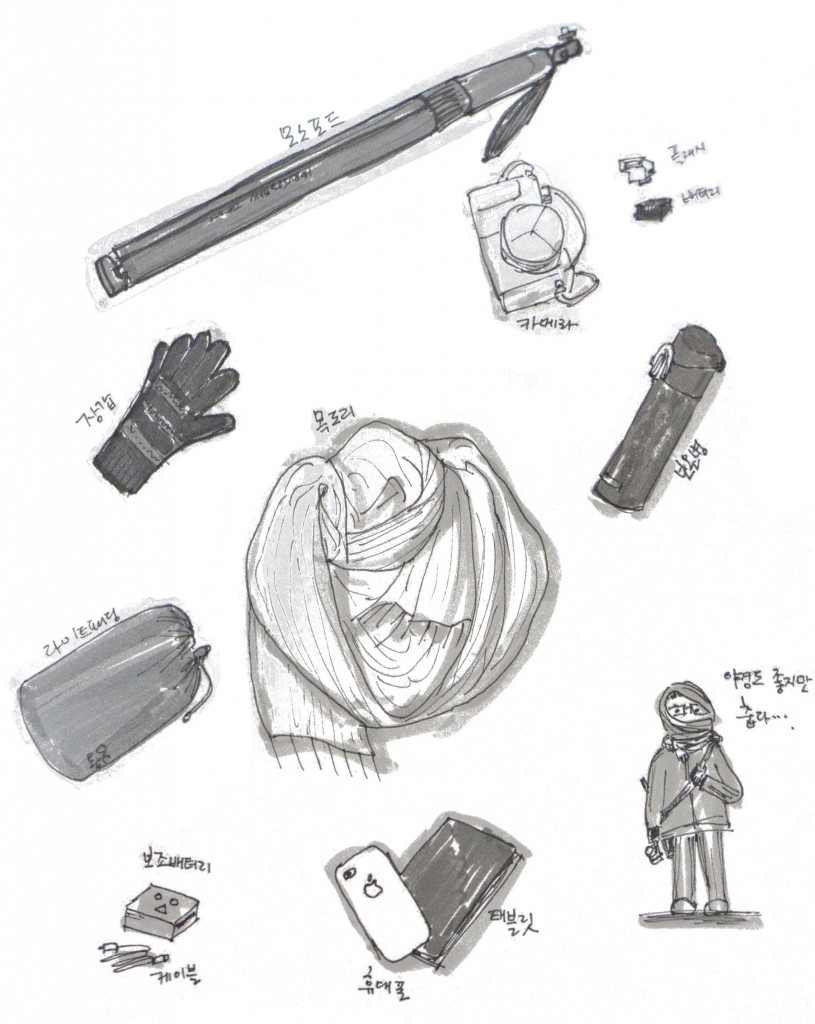 모노포드
플래시
배터리
카메라
장갑
목도리
보온병
라이트패딩
야경도 좋지만
춥다....
보조배터리
케이블
휴대폰
태블릿